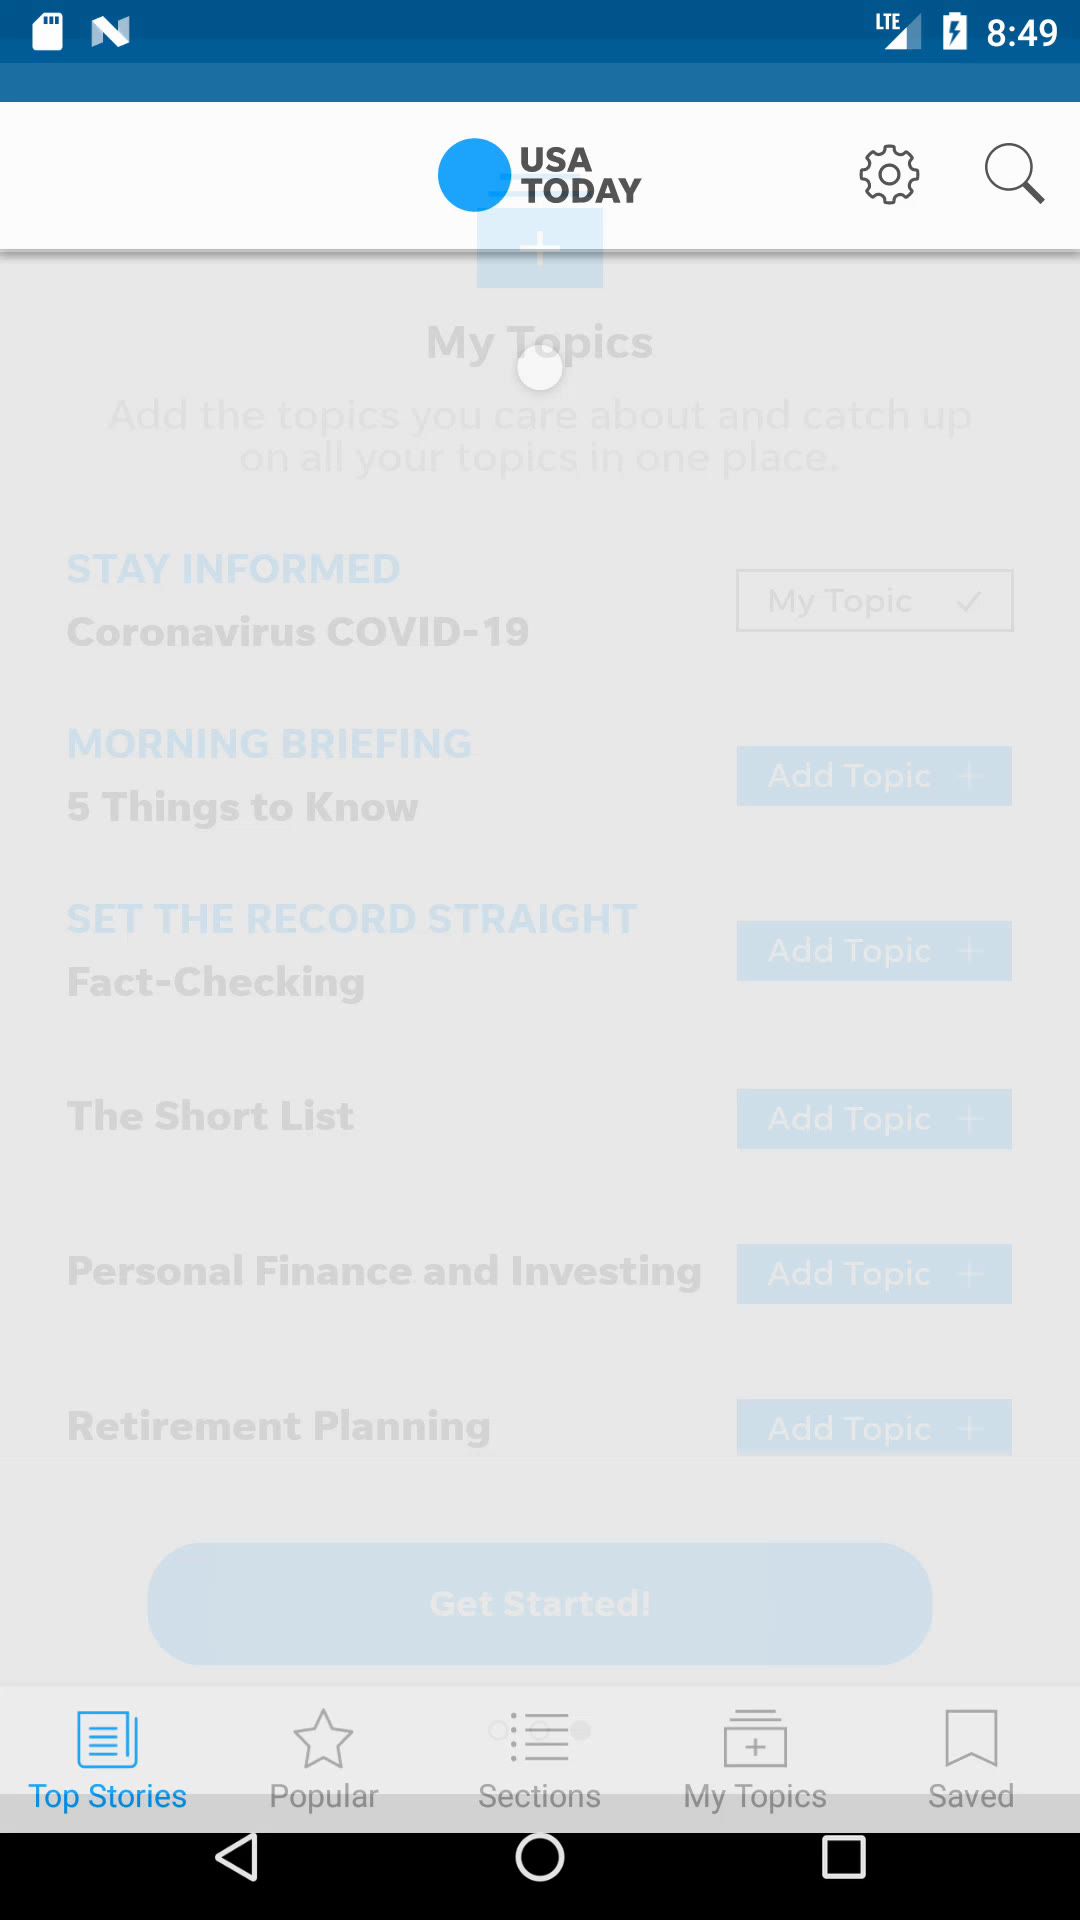 LTE 8:49
USA
TODAY
My Topics
Add the topics you care about and catch up
on all your topics in one place.
STAY INFORMED
Coronavirus COVID-19
My Topic
MORNING BRIEFING
5 Things to Know
Add Topic +
SET THE RECORD STRAIGHT
Fact-Checking
Add Topic +
The Short List
Add Topic +
Personal Finance and Investing
Add Topic +
Retirement Planning
Add Topic +
Get Started!
Top Stories
Popular
Sections
My Topics
Saved